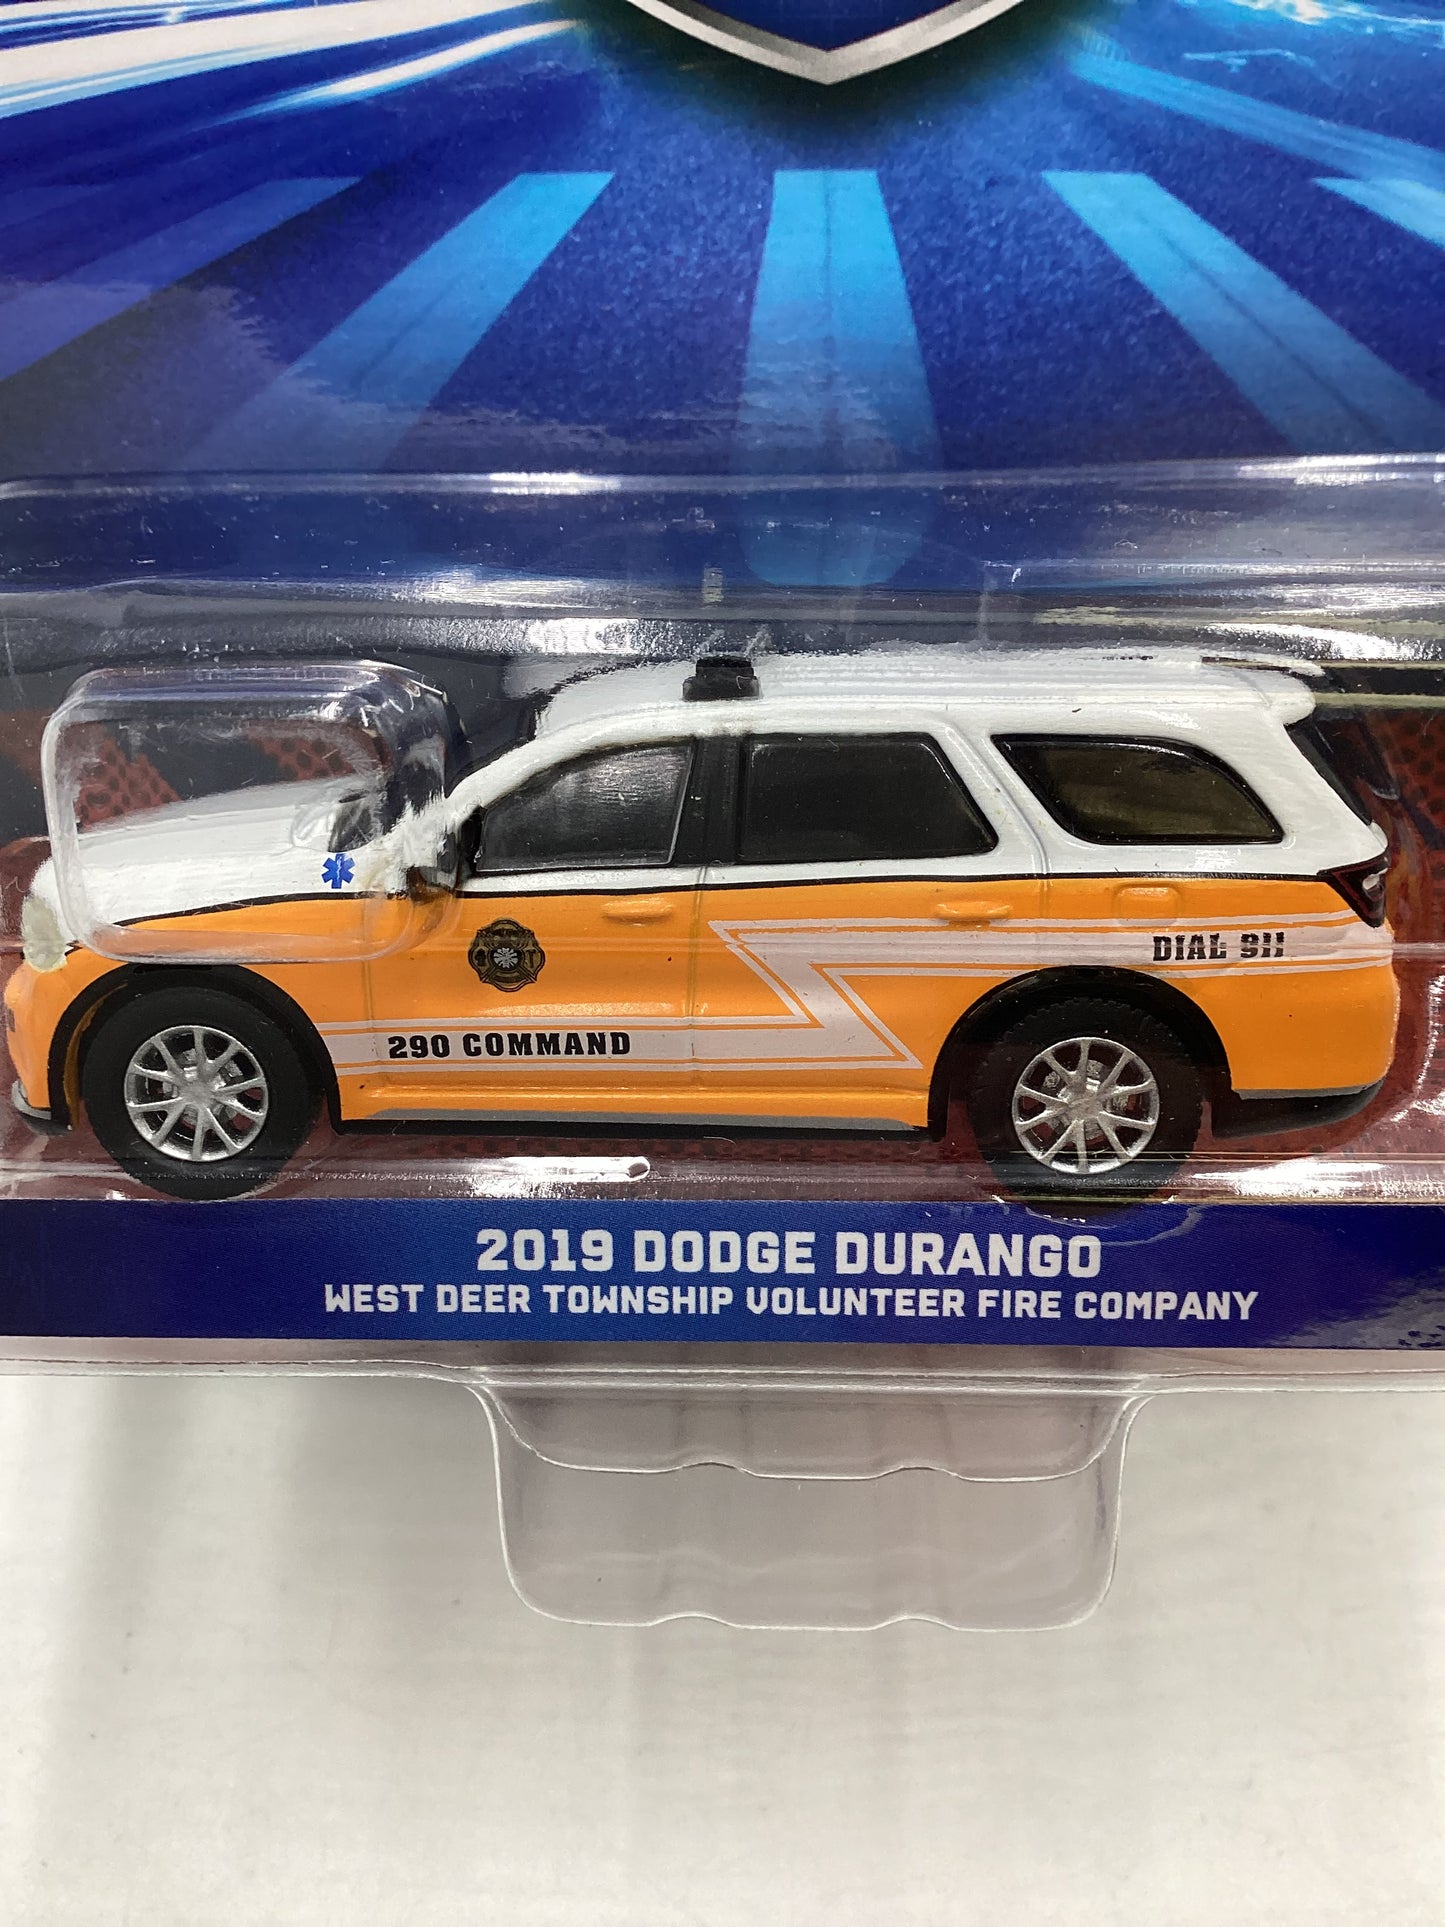 DIAL 911
290 COMMAND
2019 DODGE DURANGO
WEST DEER TOWNSHIP VOLUNTEER FIRE COMPANY